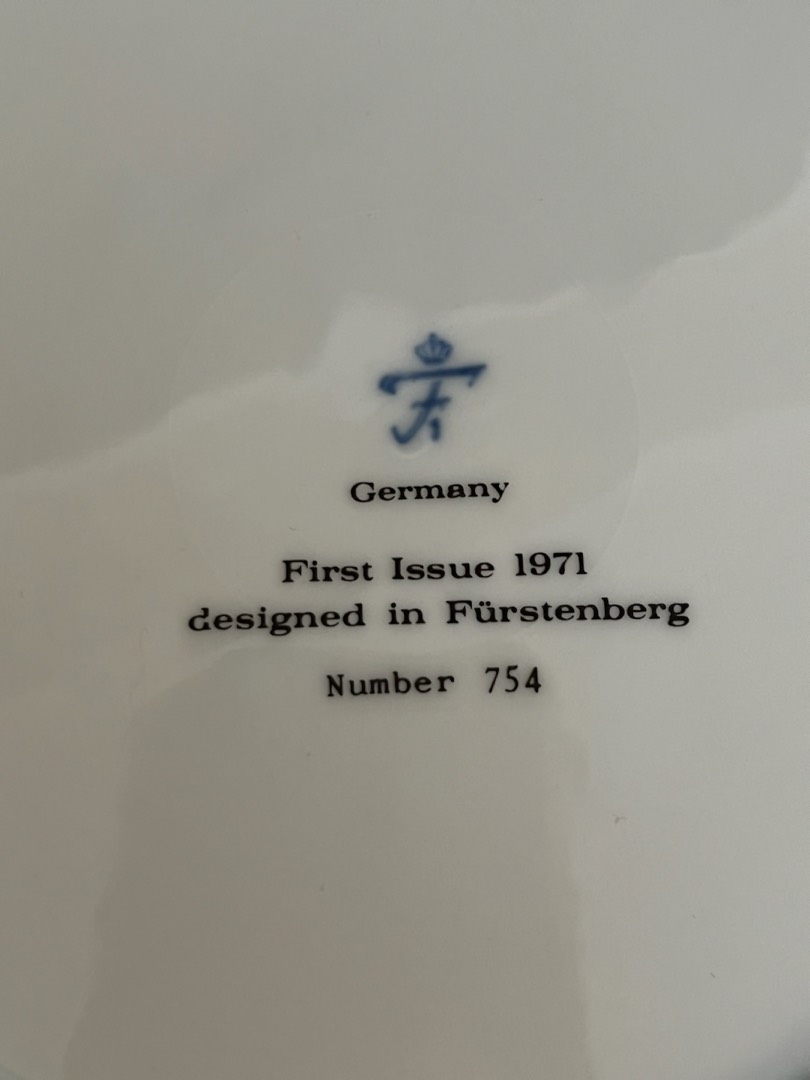 F
Germany
First Issue 1971
designed in Fürstenberg
Number 754